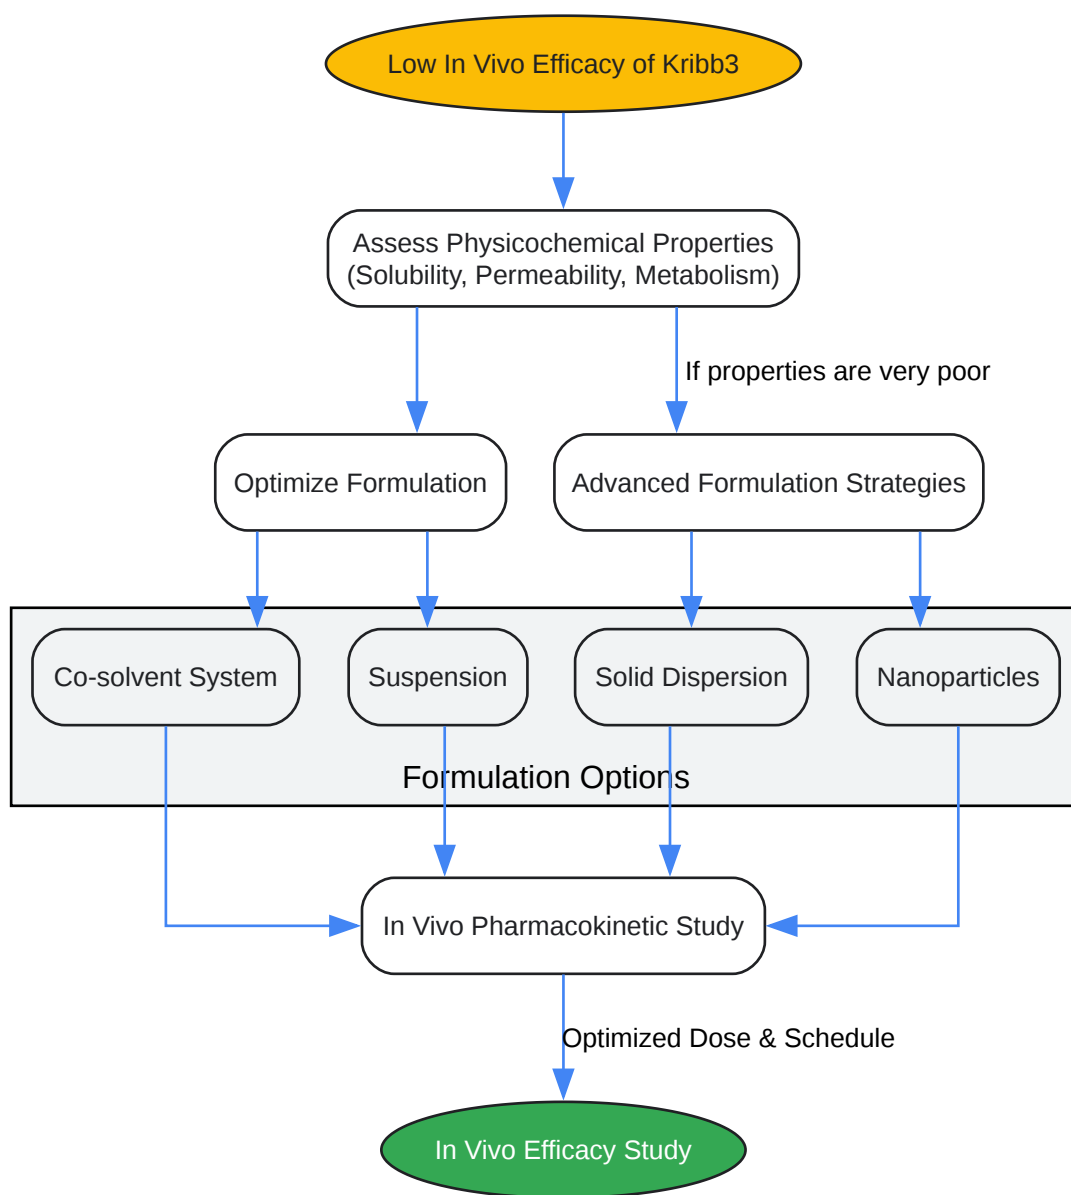 Low In Vivo Efficacy of Kribb3
Assess Physicochemical Properties
(Solubility, Permeability, Metabolism)
If properties are very poor
Optimize Formulation
Advanced Formulation Strategies
Co-solvent System
Suspension
Solid Dispersion
Nanoparticles
Formulation Options
In Vivo Pharmacokinetic Study
Optimized Dose & Schedule
In Vivo Efficacy Study